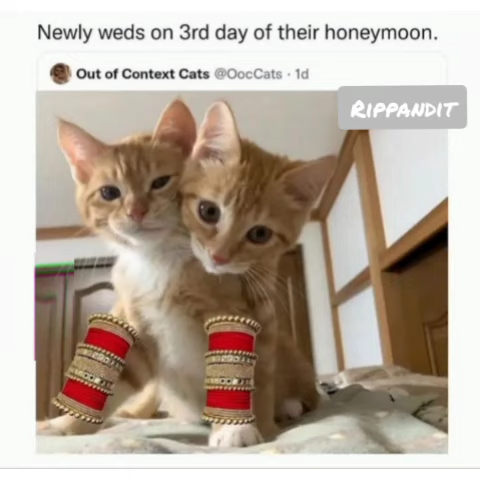 Newly weds on 3rd day of their honeymoon.
Out of Context Cats @OocCats · 1d
RIPPANDIT